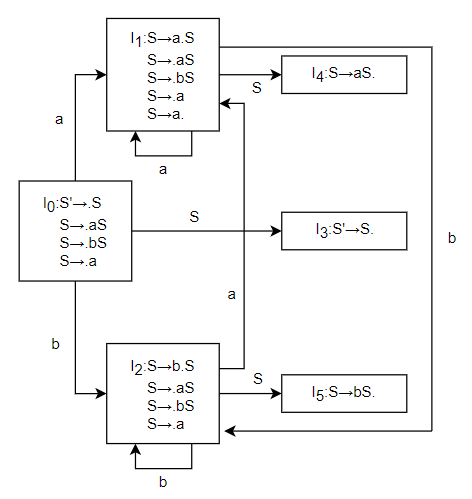 I1:S→a.S
S→.aS
S→.bS
S→.a
S→a.
S
I4:S→aS.
a
a
I0:S'→.S
S→.aS
S→.bS
S→.a
S
I3:S'→S.
b
a
b
I2:S→b.S
S→.aS
S→.bS
S→.a
S
I5:S→bS.
b